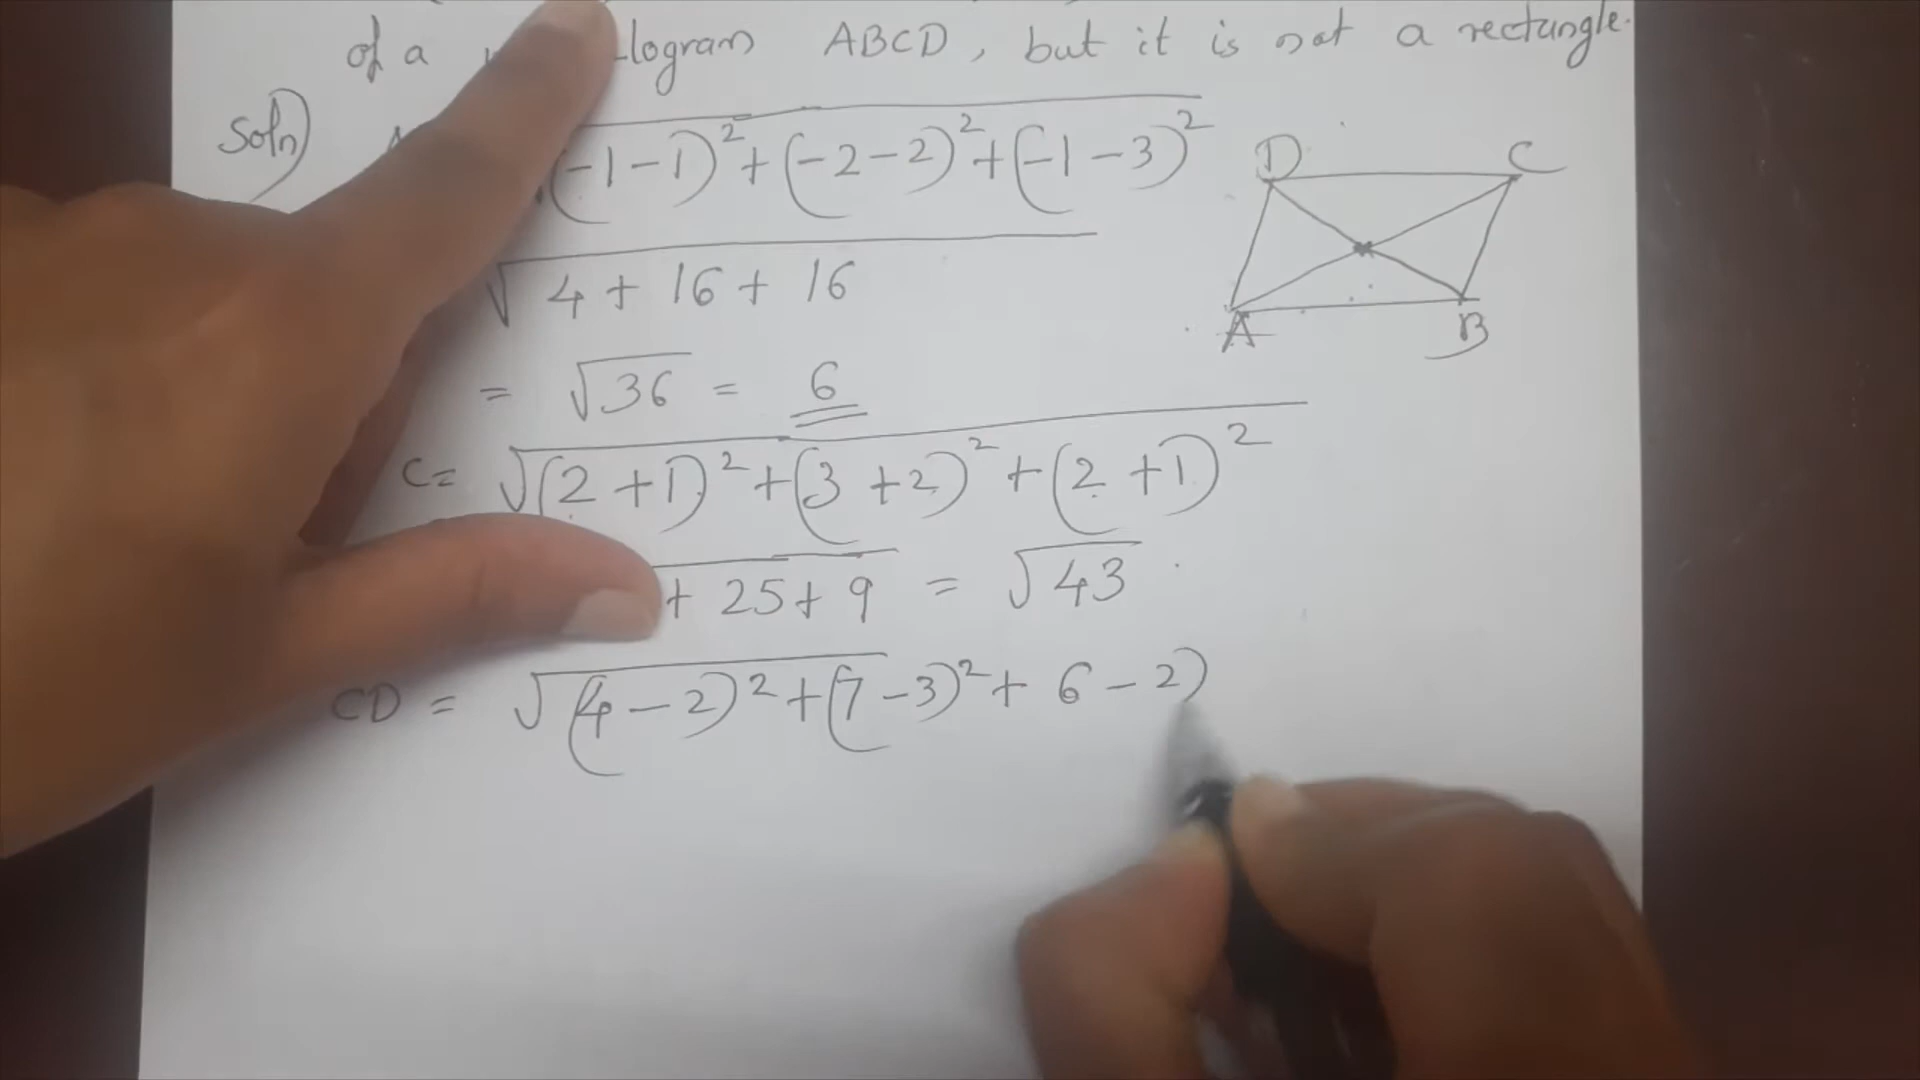 of a logram ABCD, but it is not a rectangle.
Soln)
(-1-1)²+(-2-2)²+(-1-3)²
D C
√4+16+16
A B
= √36 = 6
C= √(2+1)²+(3+2)²+(2+1)²
+ 25+9 = √43
CD = √(4-2)²+(7-3)²+ 6-2)